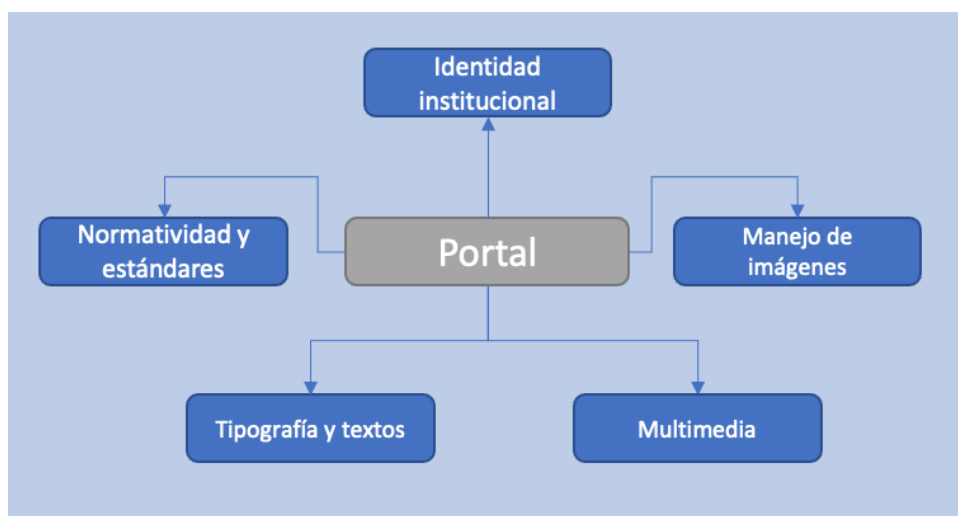 Identidad
institucional
Normatividad y
estándares
Portal
Manejo de
imágenes
Tipografía y textos
Multimedia